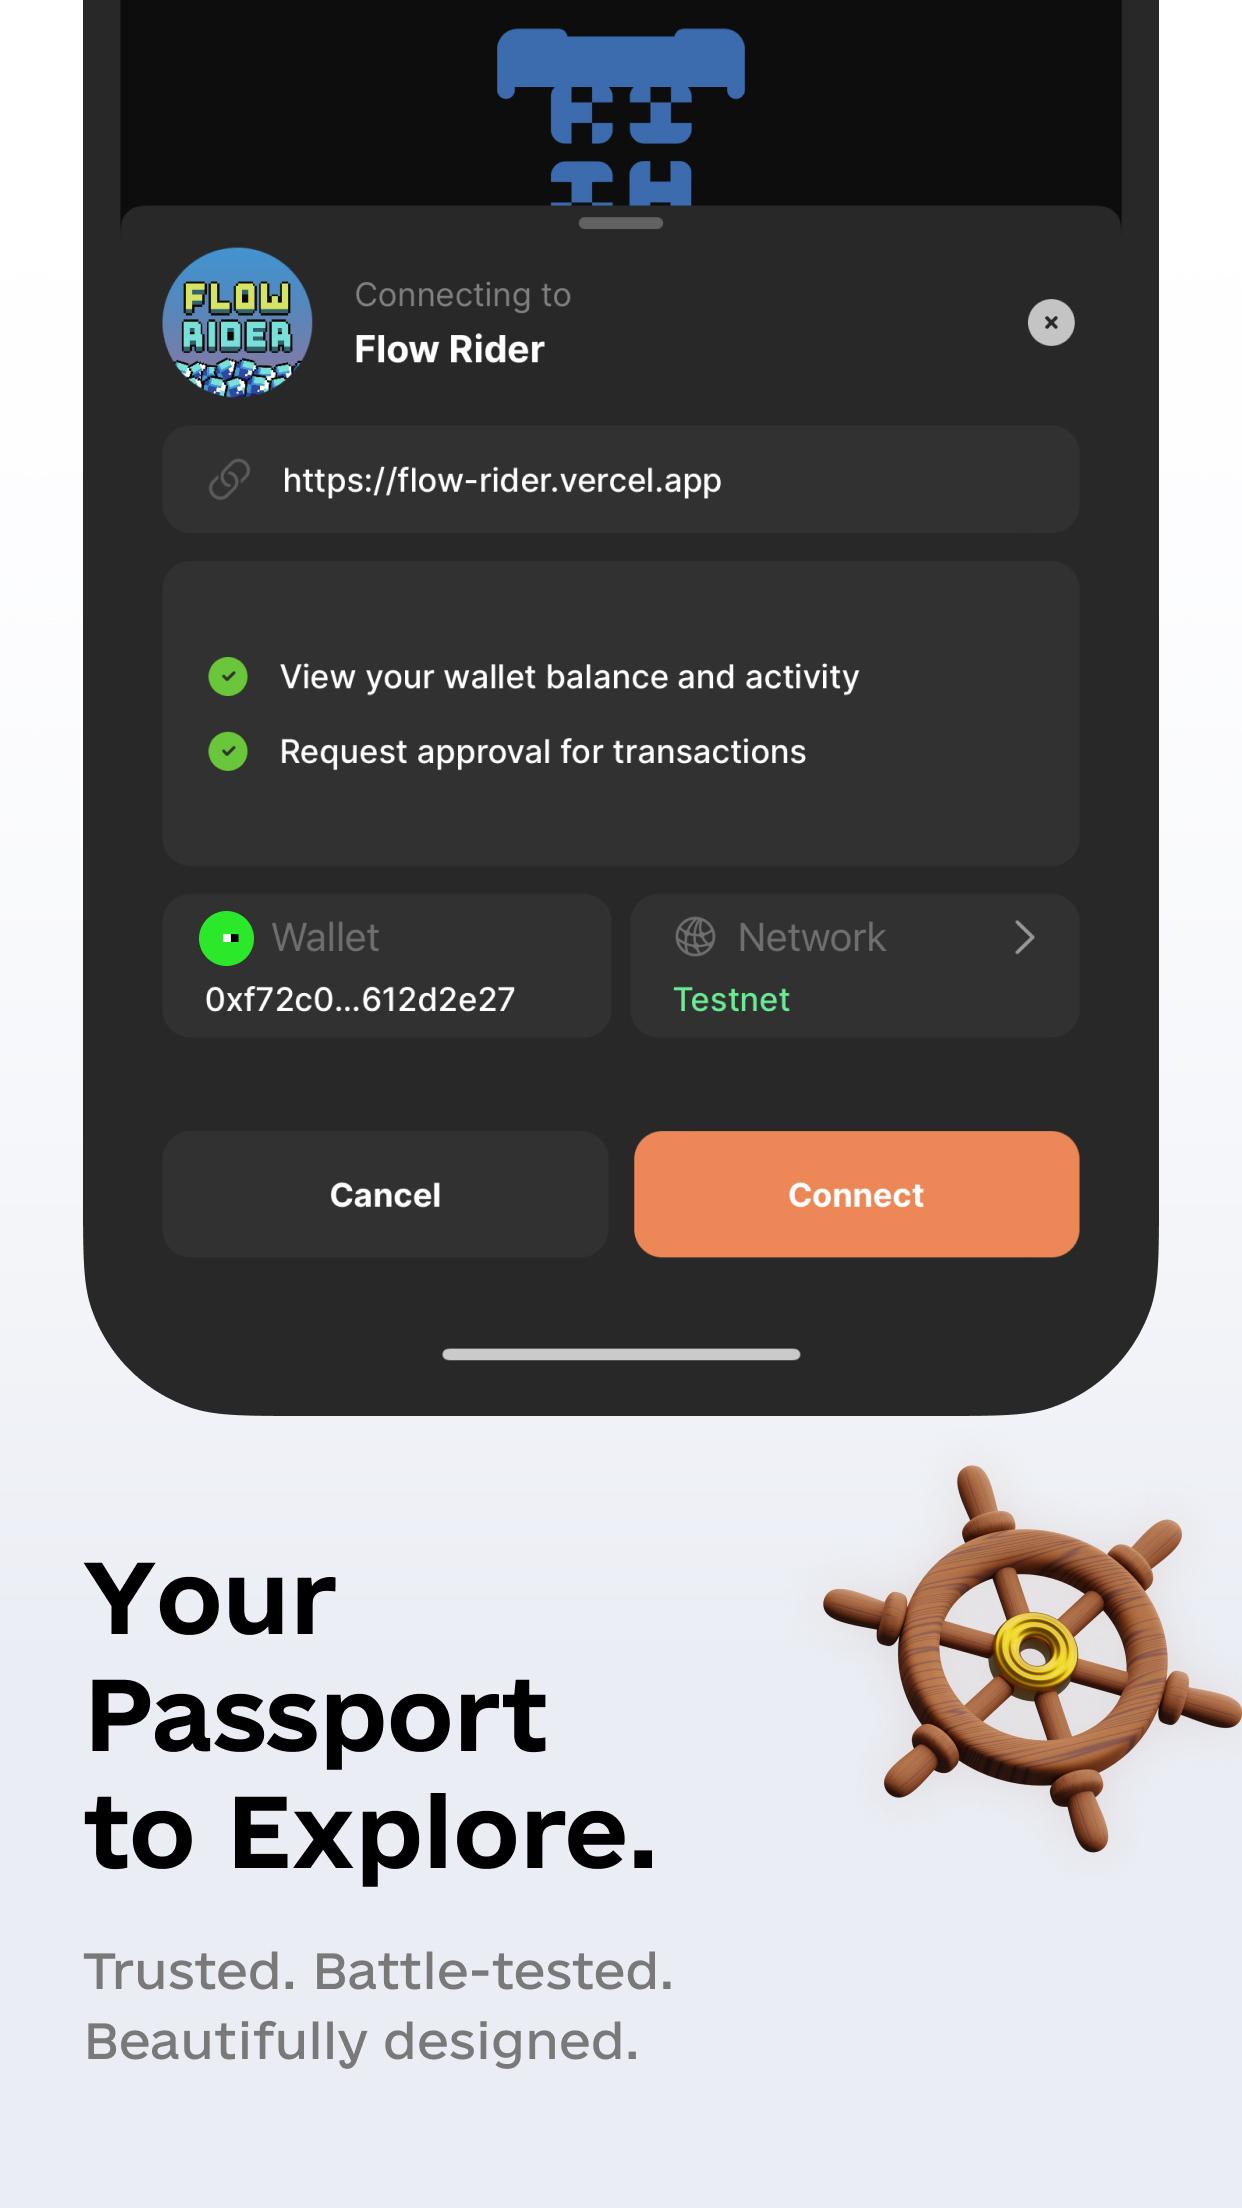 FLOW
RIDER
Connecting to
Flow Rider
https://flow-rider.vercel.app
View your wallet balance and activity
Request approval for transactions
Wallet
0xf72c0...612d2e27
Network
Testnet
Cancel
Connect
Your
Passport
to Explore.
Trusted. Battle-tested.
Beautifully designed.